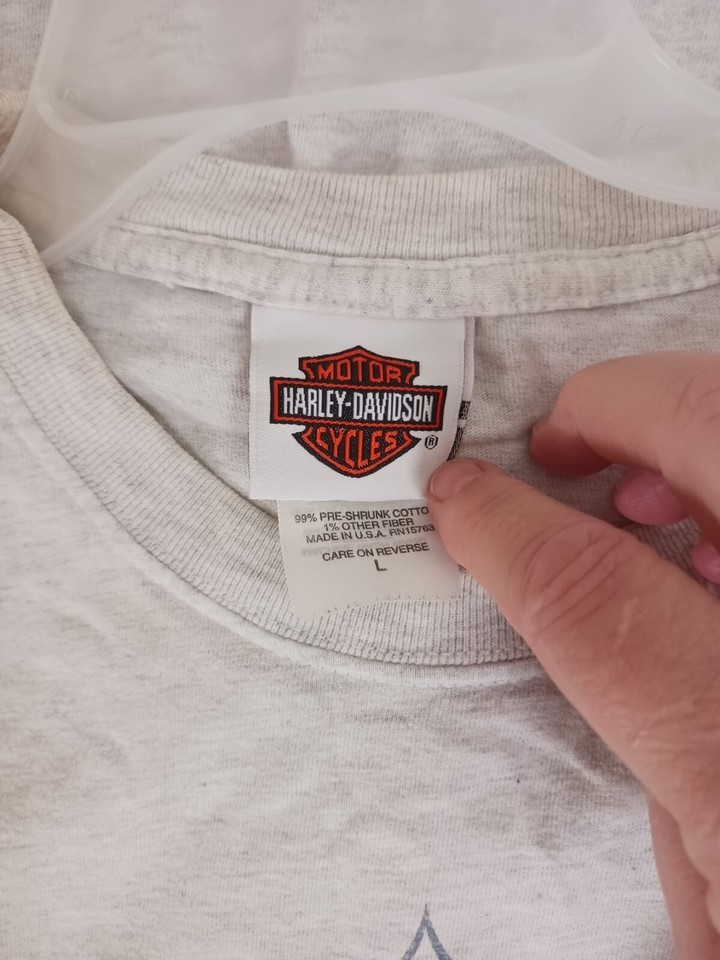 MOTOR
HARLEY-DAVIDSON
CYCLES
®
99% PRE-SHRUNK COTTO
1% OTHER FIBER
MADE IN U.S.A. RN15763
CARE ON REVERSE
L